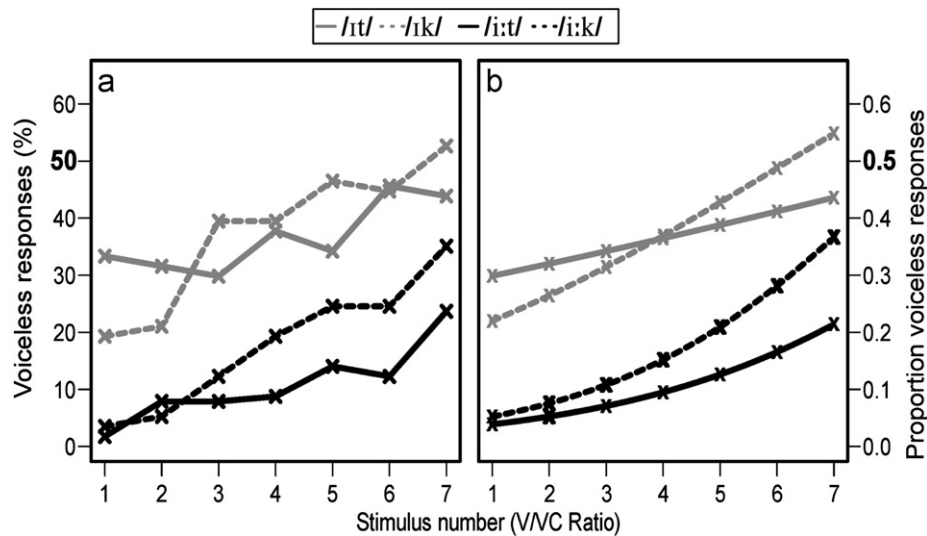 /ɪt/ /ɪk/ /iːt/ /iːk/
a
b
Voiceless responses (%)
60
50
40
30
20
10
0
0.6
0.5
0.4
0.3
0.2
0.1
0.0
Proportion voiceless responses
1 2 3 4 5 6 7
1 2 3 4 5 6 7
Stimulus number (V/VC Ratio)